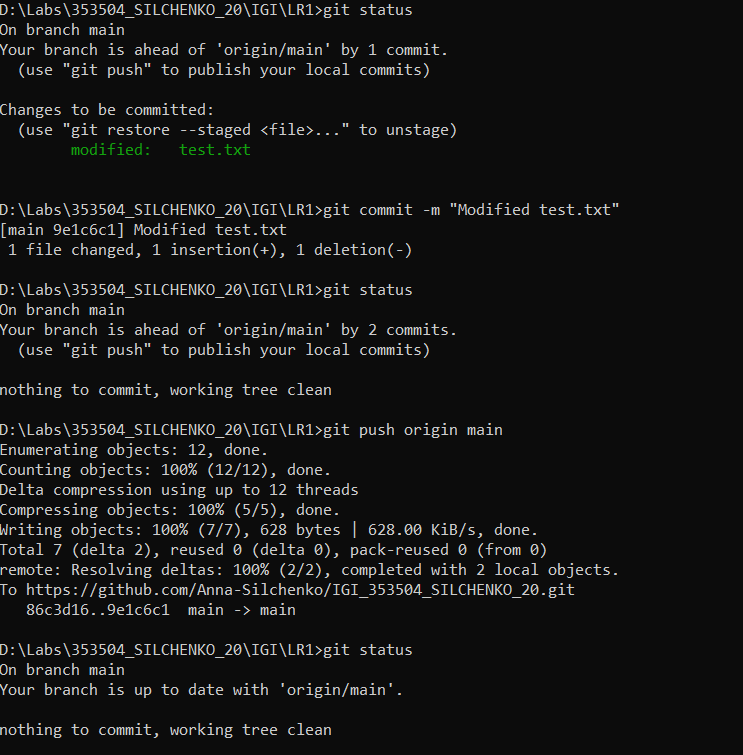 D:\Labs\353504_SILCHENKO_20\IGI\LR1>git status
On branch main
Your branch is ahead of 'origin/main' by 1 commit.
  (use "git push" to publish your local commits)

Changes to be committed:
  (use "git restore --staged <file>..." to unstage)
        modified:   test.txt


D:\Labs\353504_SILCHENKO_20\IGI\LR1>git commit -m "Modified test.txt"
[main 9e1c6c1] Modified test.txt
 1 file changed, 1 insertion(+), 1 deletion(-)

D:\Labs\353504_SILCHENKO_20\IGI\LR1>git status
On branch main
Your branch is ahead of 'origin/main' by 2 commits.
  (use "git push" to publish your local commits)

nothing to commit, working tree clean

D:\Labs\353504_SILCHENKO_20\IGI\LR1>git push origin main
Enumerating objects: 12, done.
Counting objects: 100% (12/12), done.
Delta compression using up to 12 threads
Compressing objects: 100% (5/5), done.
Writing objects: 100% (7/7), 628 bytes | 628.00 KiB/s, done.
Total 7 (delta 2), reused 0 (delta 0), pack-reused 0 (from 0)
remote: Resolving deltas: 100% (2/2), completed with 2 local objects.
To https://github.com/Anna-Silchenko/IGI_353504_SILCHENKO_20.git
   86c3d16..9e1c6c1  main -> main

D:\Labs\353504_SILCHENKO_20\IGI\LR1>git status
On branch main
Your branch is up to date with 'origin/main'.

nothing to commit, working tree clean